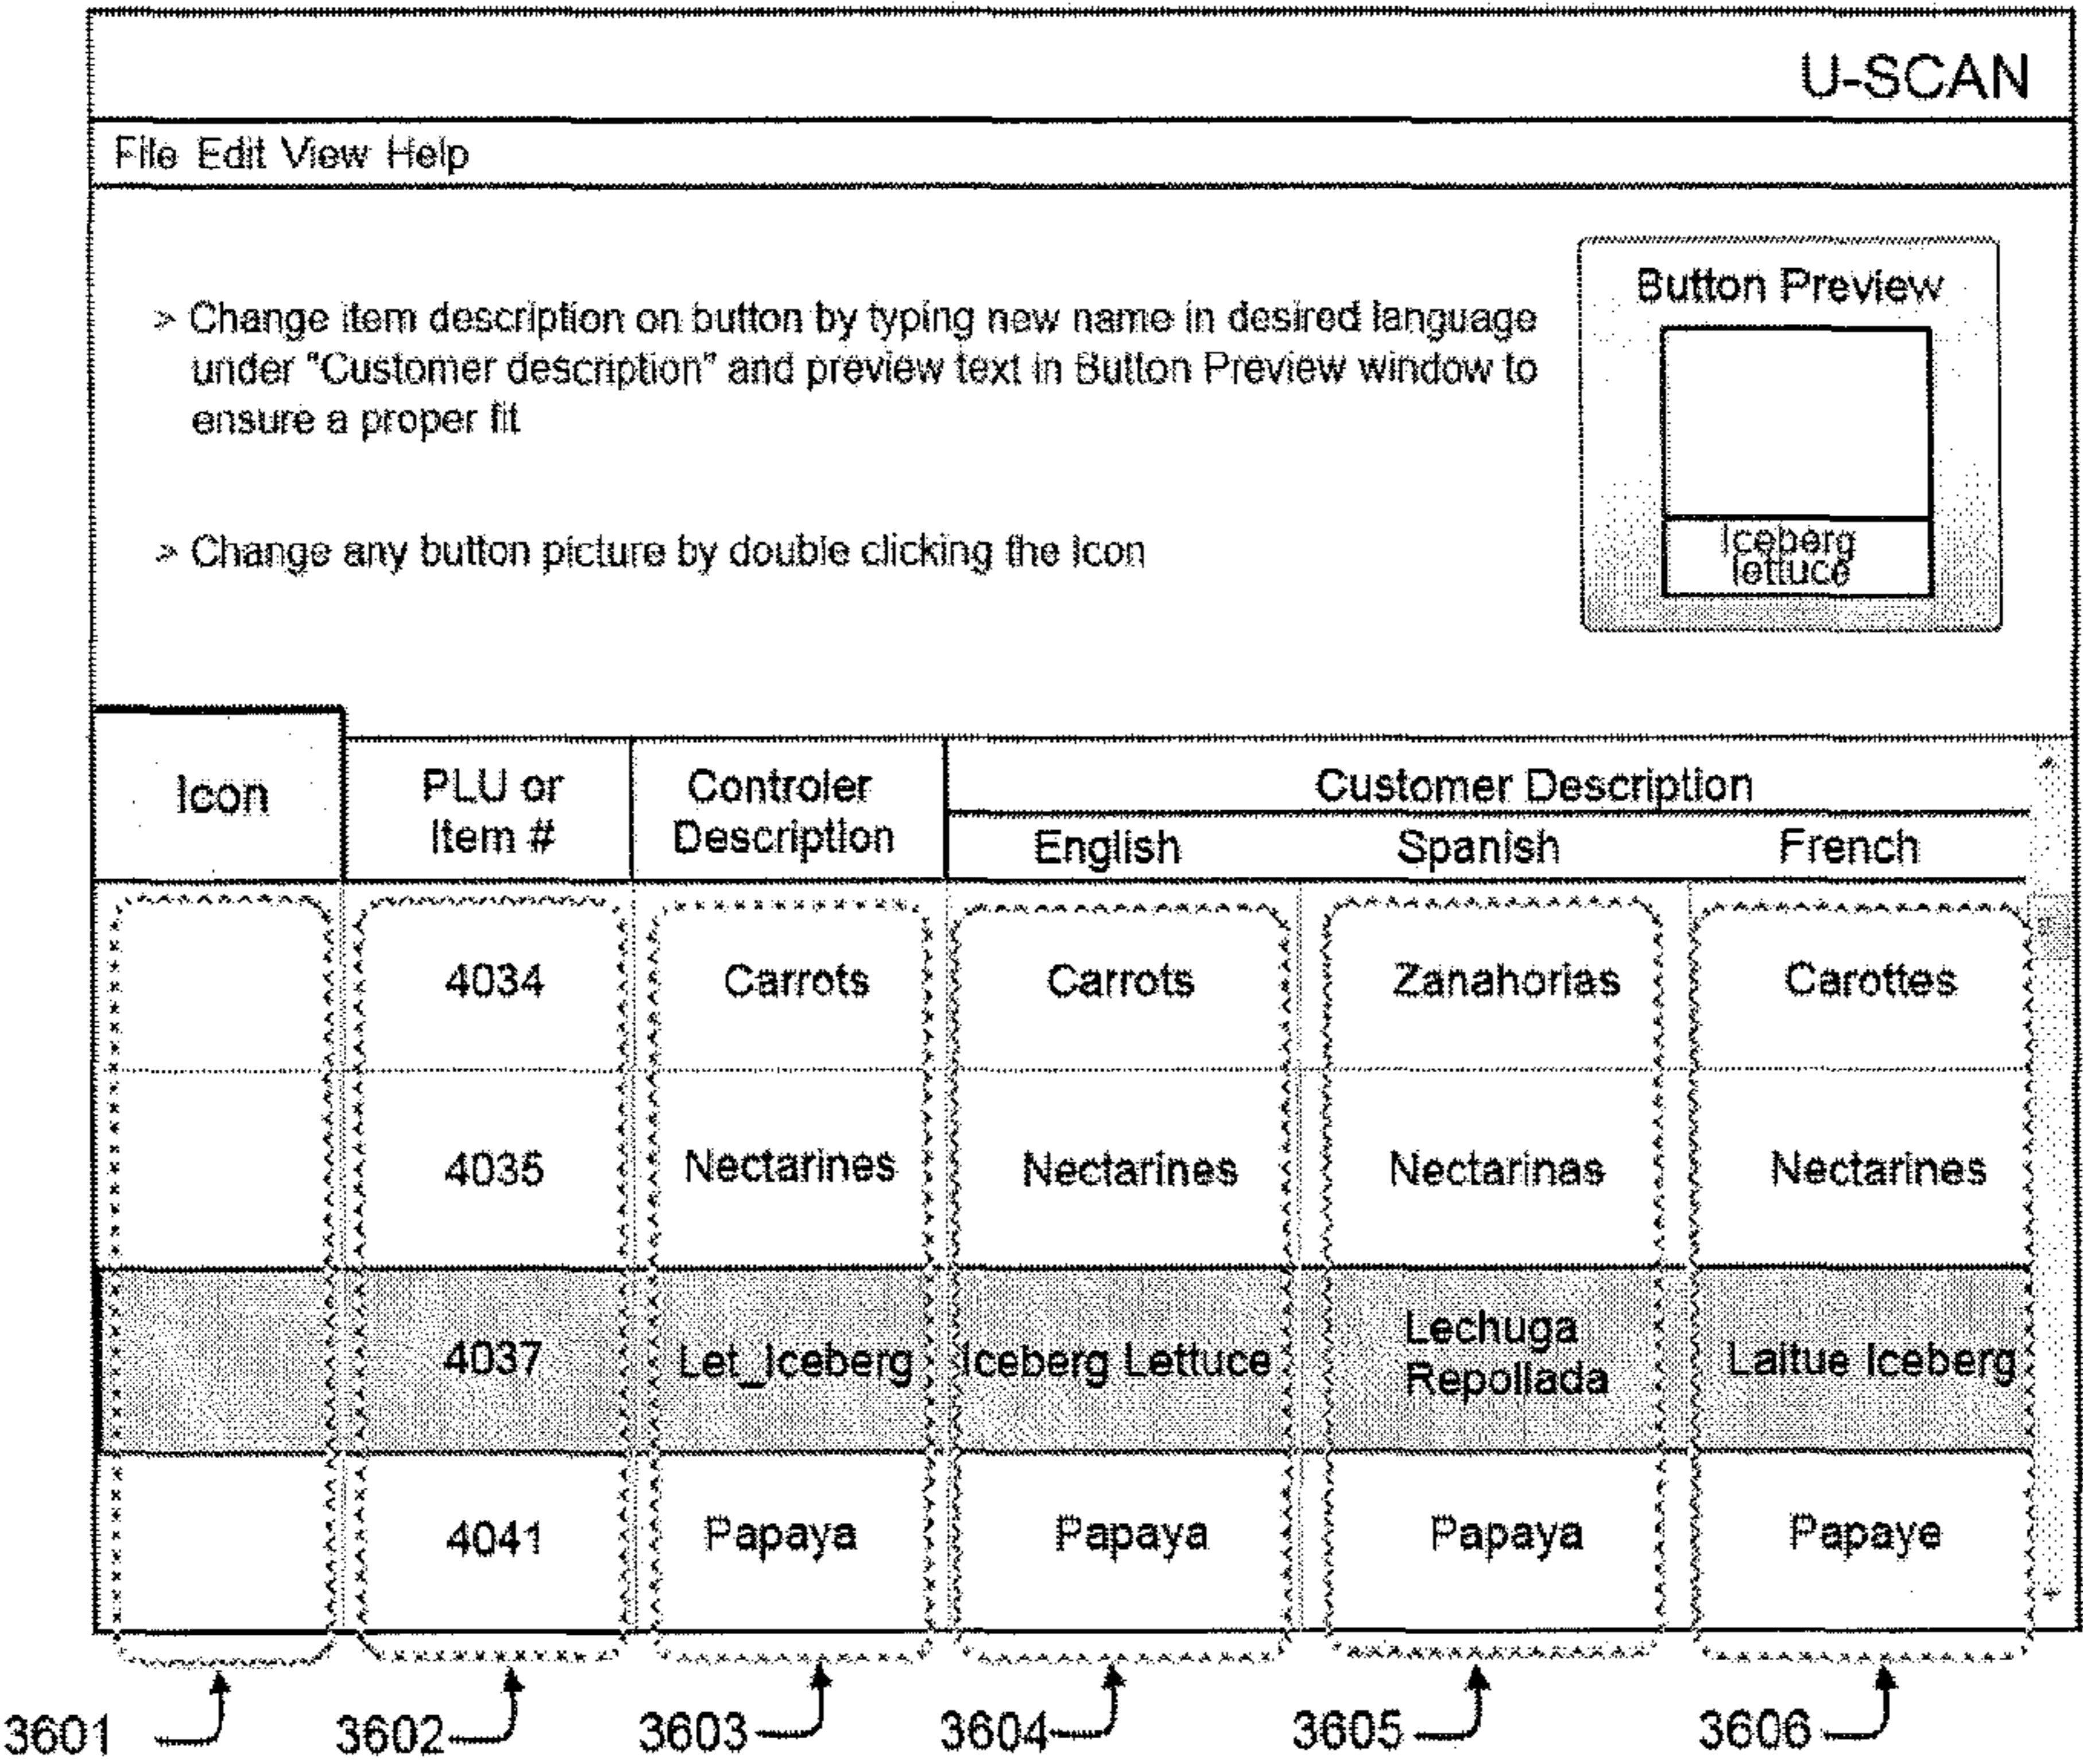 U-SCAN
File Edit View Help
> Change item description on button by typing new name in desired language
under "Customer description" and preview text in Button Preview window to
ensure a proper fit
> Change any button picture by double clicking the Icon
Button Preview
Iceberg
lettuce
Icon
PLU or
Item #
Controler
Description
Customer Description
English Spanish French
4034 Carrots Carrots Zanahorias Carottes
4035 Nectarines Nectarines Nectarinas Nectarines
4037 Let_Iceberg Iceberg Lettuce Lechuga
Repollada Laitue Iceberg
4041 Papaya Papaya Papaya Papaye
3601 3602 3603 3604 3605 3606